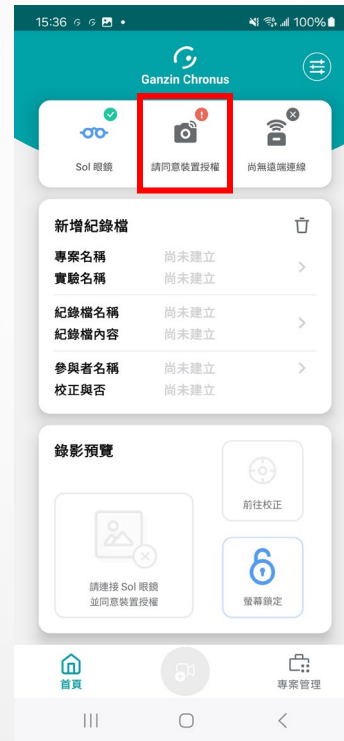 15:36
100%
Ganzin Chronus
Sol 眼鏡
請同意裝置授權
尚無遠端連線
新增紀錄檔
專案名稱 尚未建立
實驗名稱 尚未建立
紀錄檔名稱 尚未建立
紀錄檔內容 尚未建立
參與者名稱 尚未建立
校正與否 尚未建立
錄影預覽
請連接 Sol 眼鏡
並同意裝置授權
前往校正
螢幕鎖定
首頁
專案管理